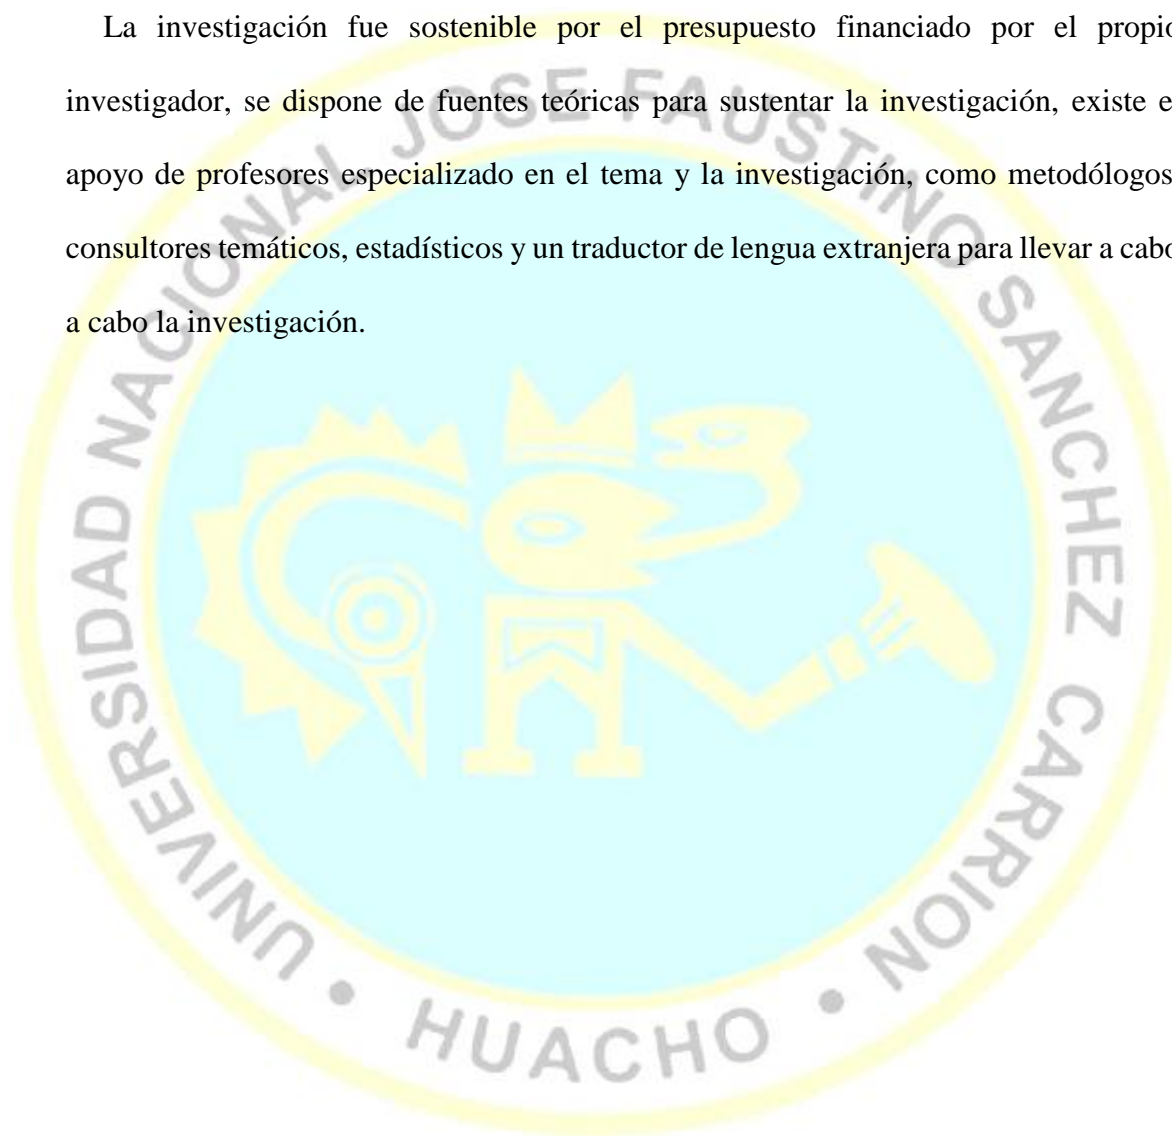 La investigación fue sostenible por el presupuesto financiado por el propio
investigador, se dispone de fuentes teóricas para sustentar la investigación, existe e
apoyo de profesores especializado en el tema y la investigación, como metodólogos
consultores temáticos, estadísticos y un traductor de lengua extranjera para llevar a cabo
a cabo la investigación.
UNIVERSIDAD NACIONAL JOSE FAUSTINO SANCHEZ CARRION • HUACHO •